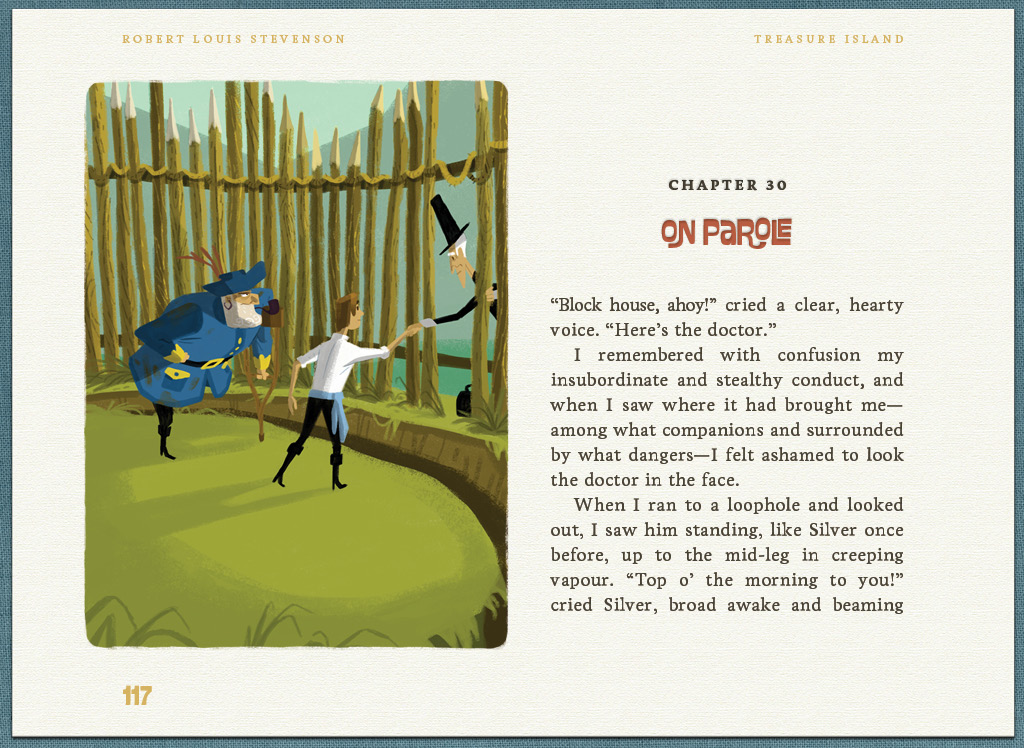 ROBERT LOUIS STEVENSON
TREASURE ISLAND
CHAPTER 30
ON PAROLE
“Block house, ahoy!” cried a clear, hearty
voice. “Here’s the doctor.”
I remembered with confusion my
insubordinate and stealthy conduct, and
when I saw where it had brought me—
among what companions and surrounded
by what dangers—I felt ashamed to look
the doctor in the face.
When I ran to a loophole and looked
out, I saw him standing, like Silver once
before, up to the mid-leg in creeping
vapour. “Top o’ the morning to you!”
cried Silver, broad awake and beaming
117